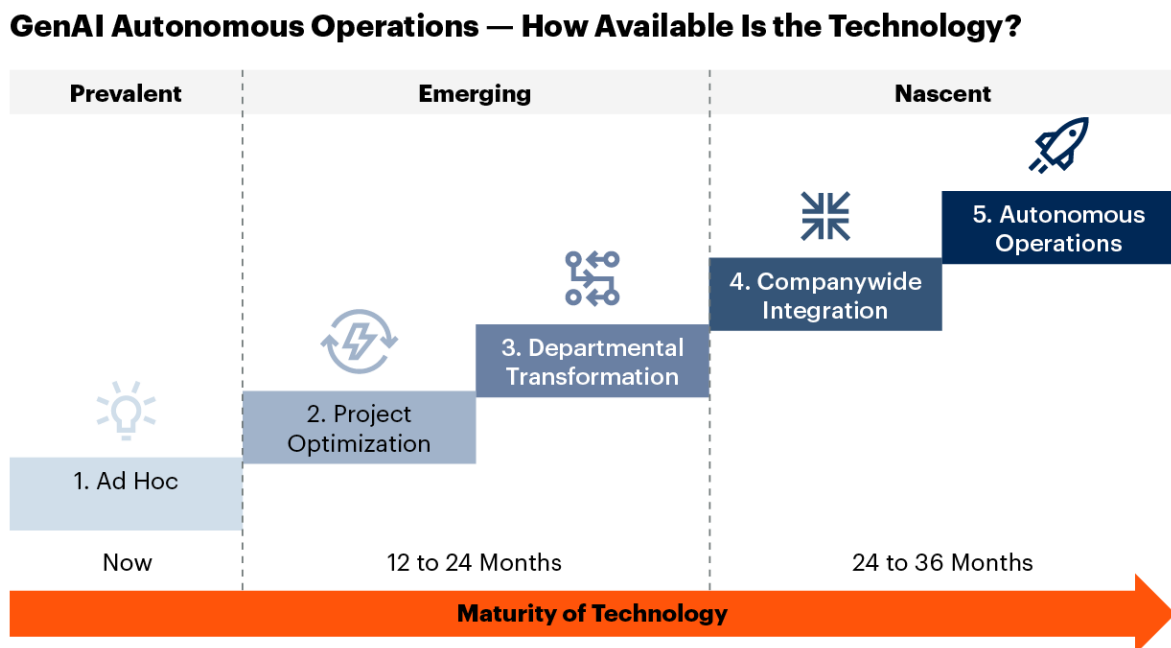 GenAI Autonomous Operations — How Available Is the Technology?
Prevalent
Emerging
Nascent
1. Ad Hoc
2. Project
Optimization
3. Departmental
Transformation
4. Companywide
Integration
5. Autonomous
Operations
Now
12 to 24 Months
24 to 36 Months
Maturity of Technology